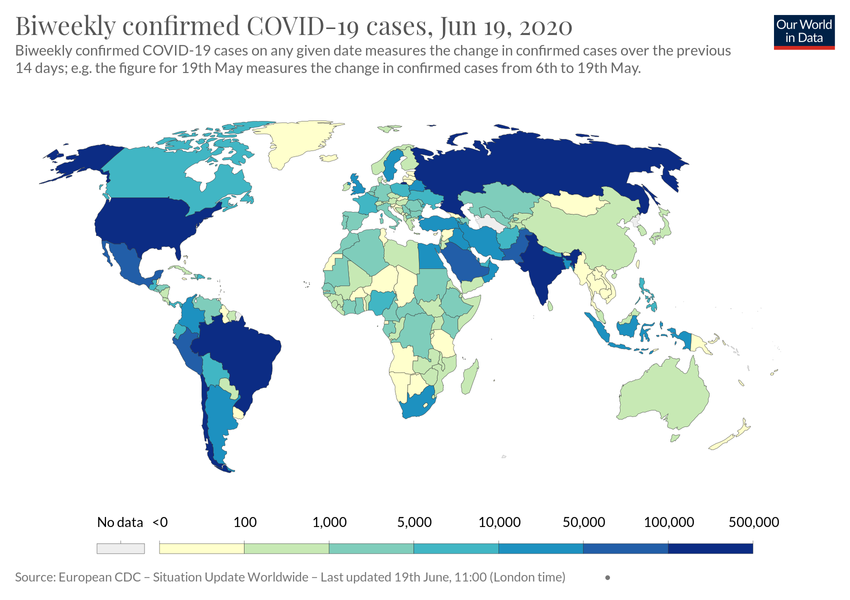 Biweekly confirmed COVID-19 cases, Jun 19, 2020
Our World
in Data
Biweekly confirmed COVID-19 cases on any given date measures the change in confirmed cases over the previous
14 days; e.g. the figure for 19th May measures the change in confirmed cases from 6th to 19th May.
No data <0 100 1,000 5,000 10,000 50,000 100,000 500,000
Source: European CDC – Situation Update Worldwide – Last updated 19th June, 11:00 (London time) •